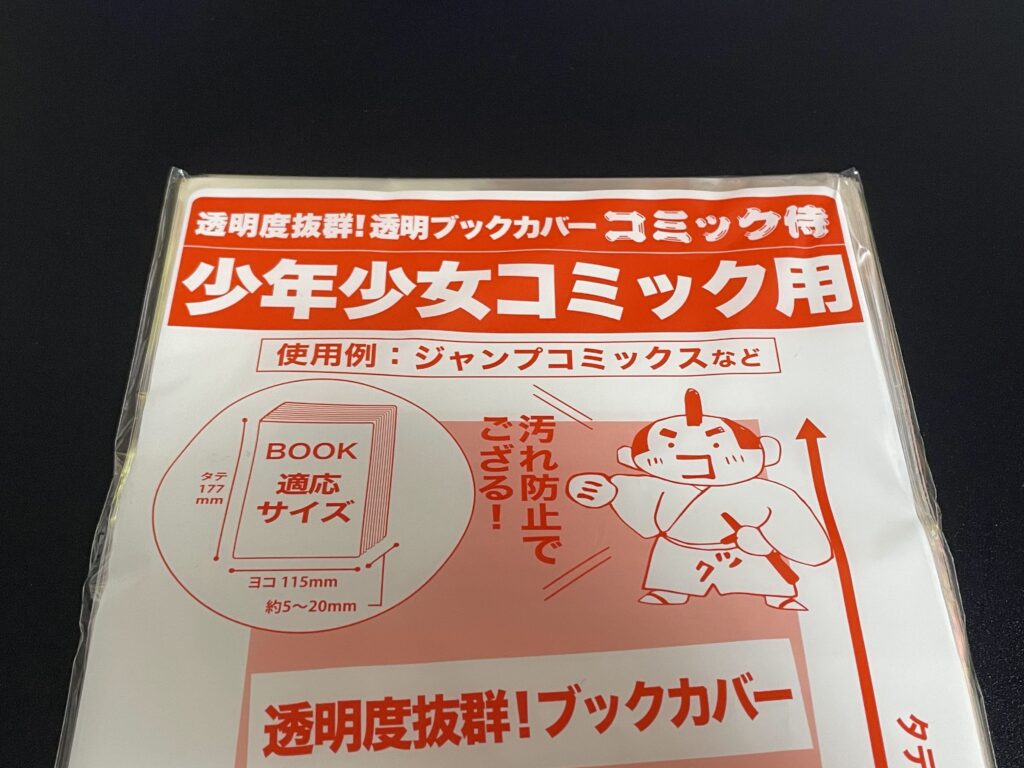 透明度抜群!透明ブックカバー コミック侍
少年少女コミック用
使用例:ジャンプコミックスなど
BOOK
適応
サイズ
タテ
177
mm
ヨコ 115mm
約5〜20mm
汚れ防止で
ござる!
グッ
透明度抜群!ブックカバー
タテ